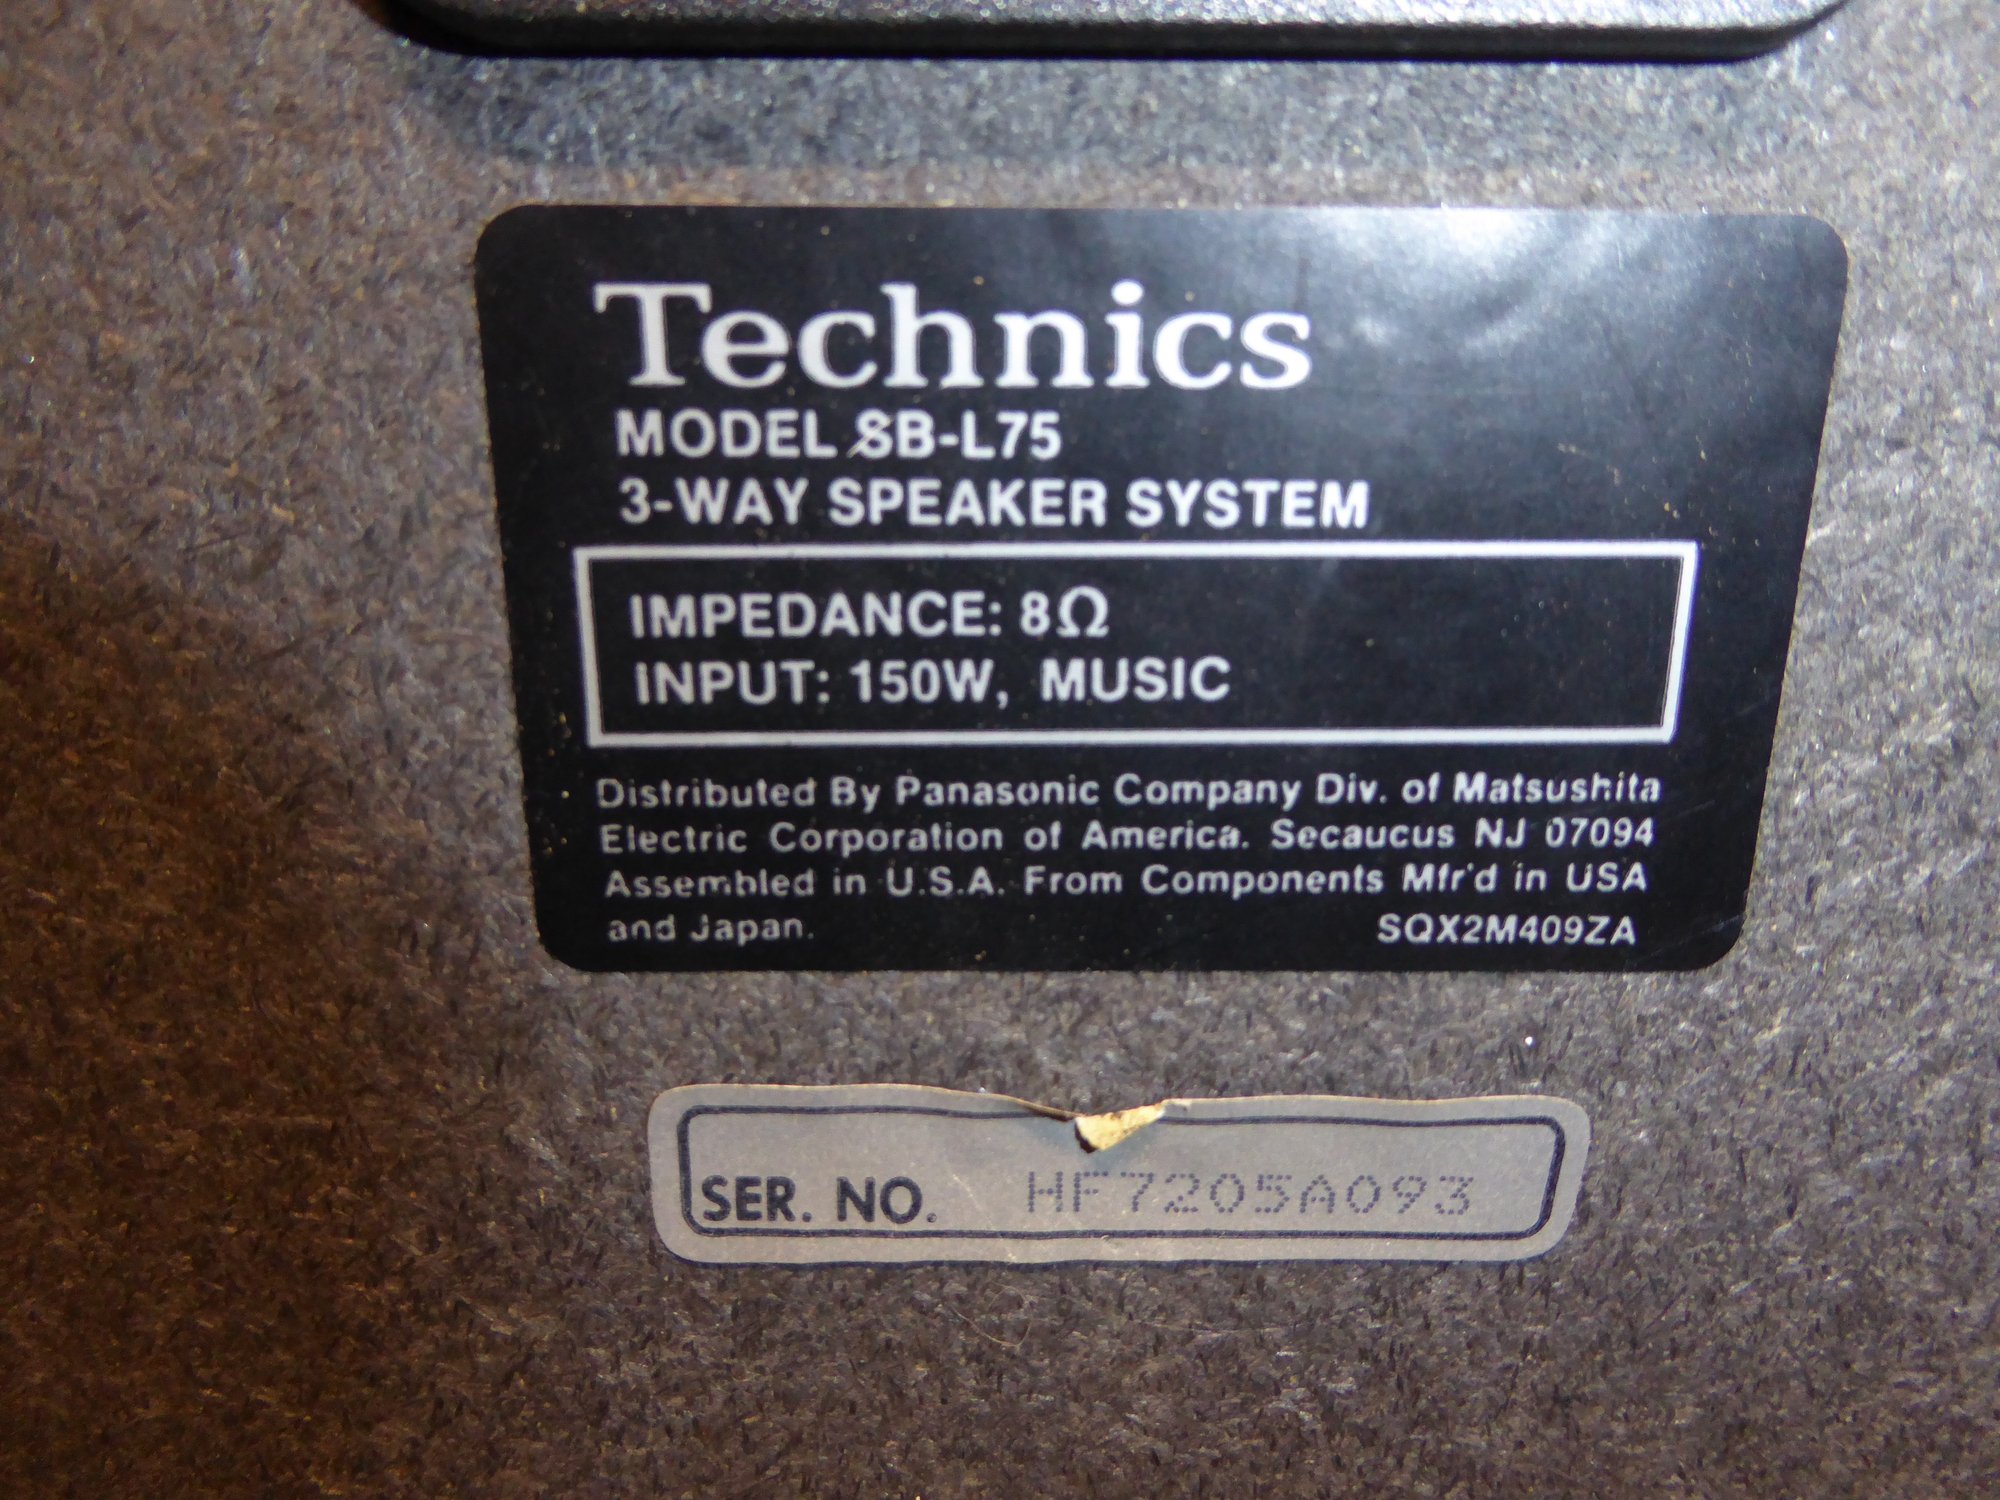 Technics
MODEL SB-L75
3-WAY SPEAKER SYSTEM
IMPEDANCE: 8Ω
INPUT: 150W, MUSIC
Distributed By Panasonic Company Div. of Matsushita
Electric Corporation of America. Secaucus NJ 07094
Assembled in U.S.A. From Components Mfr'd in USA
and Japan. SQX2M409ZA
SER. NO. HF7205A093